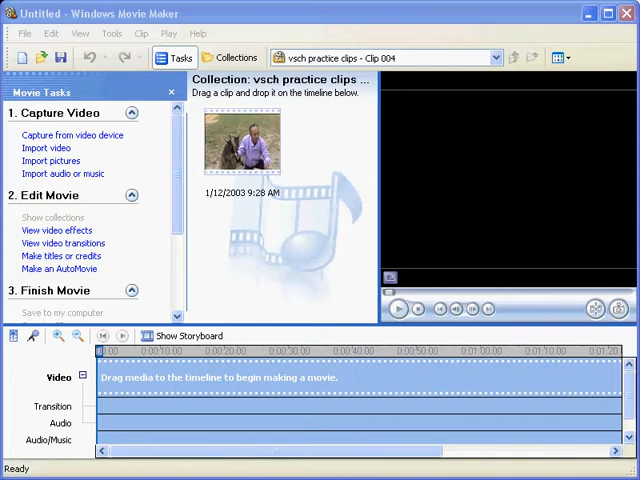 Untitled - Windows Movie Maker
File Edit View Tools Clip Play Help
Tasks Collections vsch practice clips - Clip 004
Movie Tasks
1. Capture Video
Capture from video device
Import video
Import pictures
Import audio or music
2. Edit Movie
Show collections
View video effects
View video transitions
Make titles or credits
Make an AutoMovie
3. Finish Movie
Save to my computer
Collection: vsch practice clips ...
Drag a clip and drop it on the timeline below.
1/12/2003 9:28 AM
Show Storyboard
00.00 0:00:10.00 0:00:20.00 0:00:30.00 0:00:40.00 0:00:50.00 0:01:00.00 0:01:10.00 0:01:20
Video
Drag media to the timeline to begin making a movie.
Transition
Audio
Audio/Music
Ready